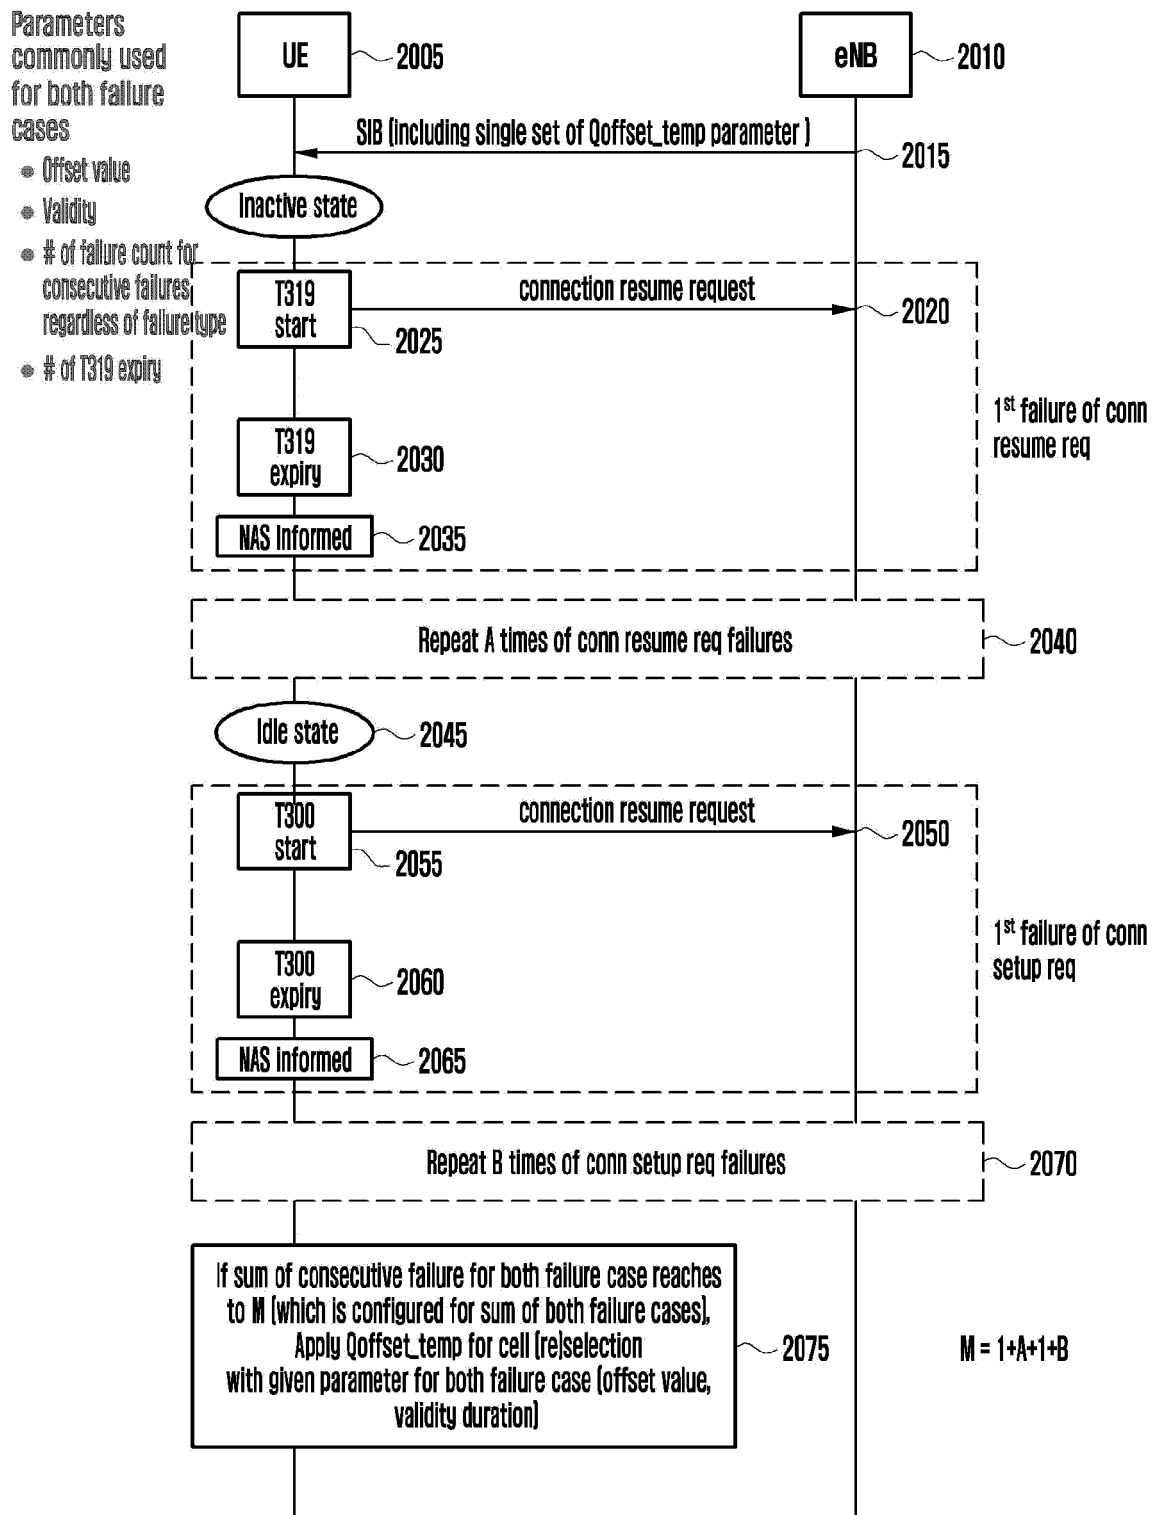 Parameters
commonly used
for both failure
cases
Offset value
Validity
# of failure count for
consecutive failures
regardless of failure type
# of T319 expiry
UE
2005
eNB
2010
SIB (including single set of Qoffset_temp parameter )
2015
Inactive state
T319
start
2025
connection resume request
2020
T319
expiry
2030
NAS Informed
2035
1st failure of conn
resume req
Repeat A times of conn resume req failures
2040
Idle state
2045
T300
start
2055
connection resume request
2050
T300
expiry
2060
NAS informed
2065
1st failure of conn
setup req
Repeat B times of conn setup req failures
2070
If sum of consecutive failure for both failure case reaches
to M (which is configured for sum of both failure cases),
Apply Qoffset_temp for cell (re)selection
with given parameter for both failure case (offset value,
validity duration)
2075
M = 1+A+1+B